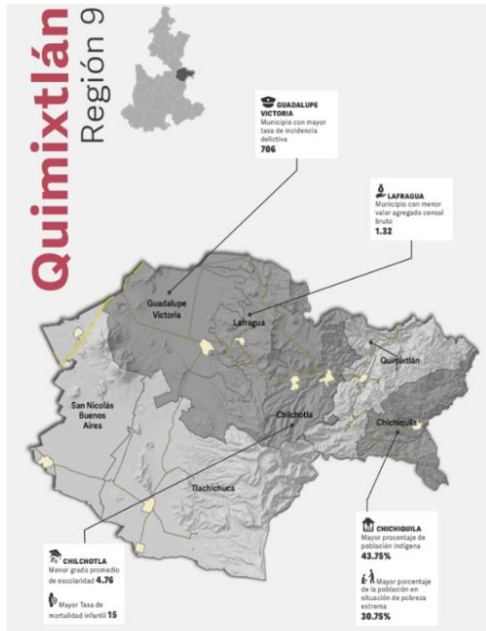 Quimixtlán
Región 9
GUADALUPE
VICTORIA
Municipio con mayor
tasa de incidencia
delictiva
706
LAFRAGUA
Municipio con menor
valor agregado censal
bruto
1.32
Guadalupe
Victoria
Lafragua
Quimixtlán
San Nicolás
Buenos
Aires
Chilchotla
Chichiquila
Tlachichuca
CHILCHOTLA
Menor grado promedio
de escolaridad 4.76
Mayor Tasa de
mortalidad infantil 15
CHICHIQUILA
Mayor procentaje de
población indígena
43.75%
Mayor porcentaje
de la población en
situación de pobreza
extrema
30.75%